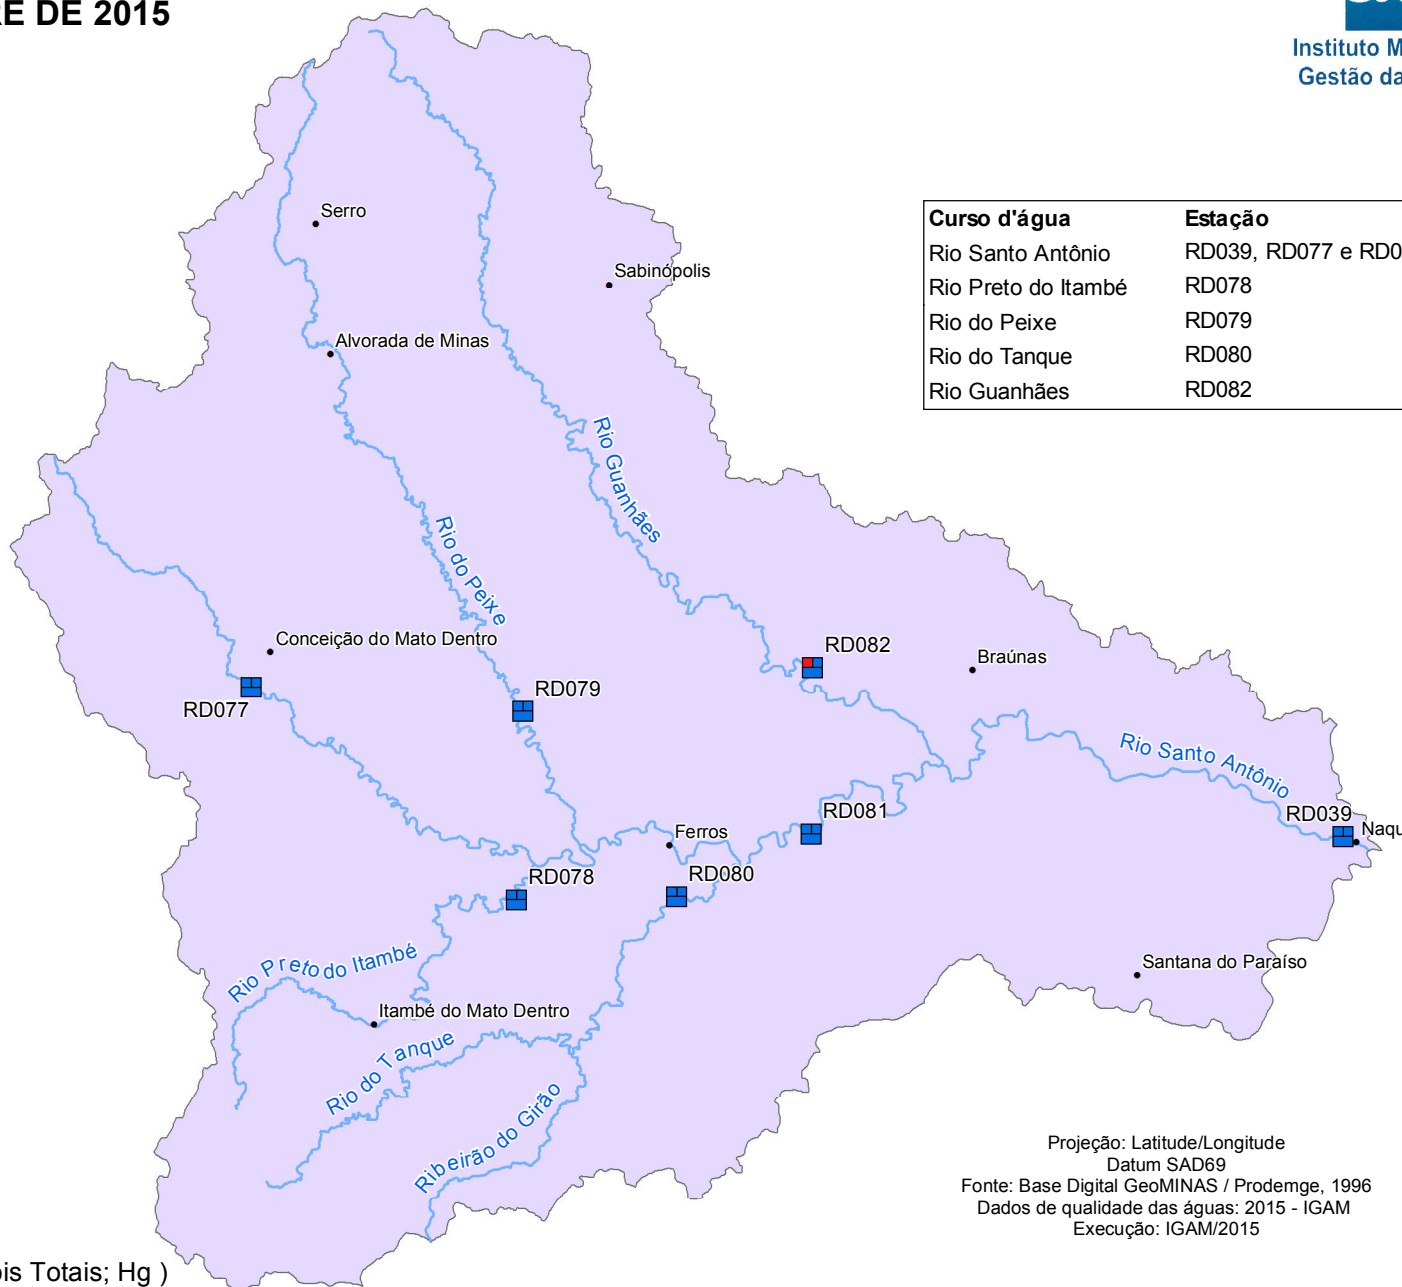 DE 2015
Instituto
Gestão da
Serro
Sabinópolis
Alvorada de Minas
Curso d'água Estação
Rio Santo Antônio RD039, RD077 e
Rio Preto do Itambé RD078
Rio do Peixe RD079
Rio do Tanque RD080
Rio Guanhães RD082
Rio Guanhães
Rio do Peixe
Conceição do Mato Dentro
RD077
RD079
RD082
Braúnas
Rio Santo Antônio
RD081
RD039
Ferros
RD078
RD080
Rio Preto do Itambé
Santana do Paraíso
Itambé do Mato Dentro
Rio do Tanque
Ribeirão do Girão
Projeção: Latitude/Longitude
Datum SAD69
Fonte: Base Digital GeoMINAS / Prodemge, 1996
Dados de qualidade das águas: 2015 - IGAM
Execução: IGAM/2015
Totais; Hg )